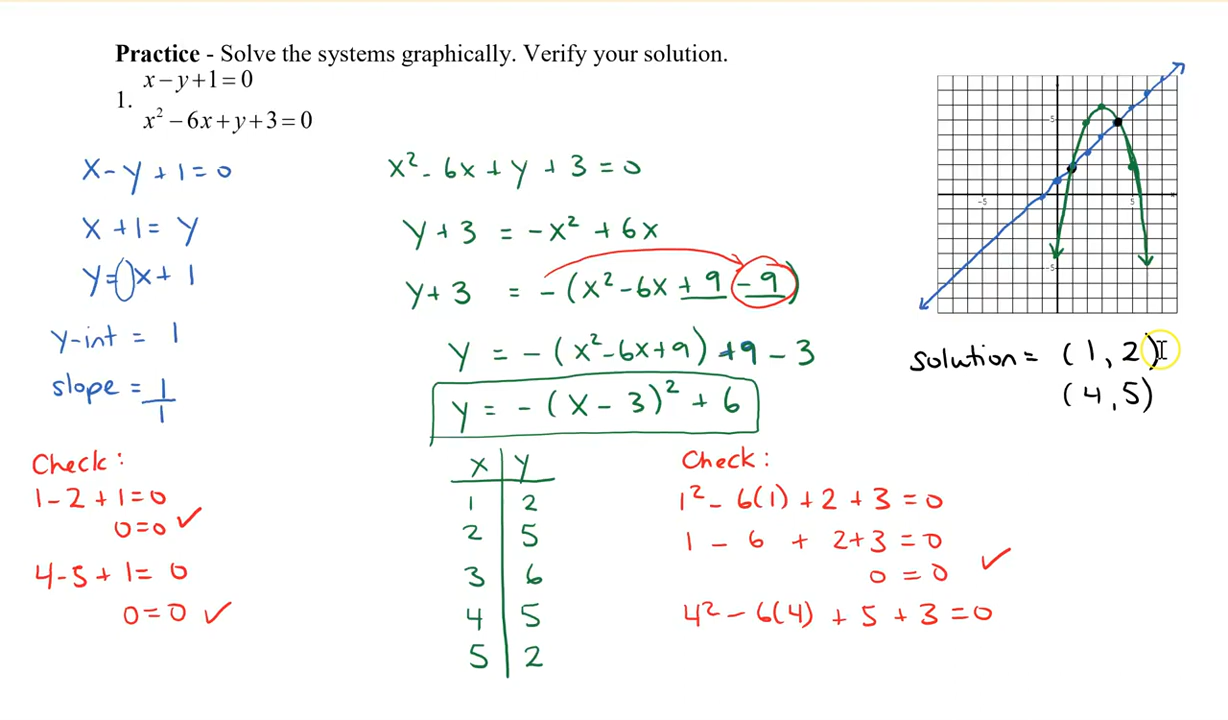 Practice - Solve the systems graphically. Verify your solution.
1.
x − y + 1 = 0
x² − 6x + y + 3 = 0
x - y + 1 = 0
x + 1 = y
y = ( )x + 1
y-int = 1
slope = 1/1
Check:
1 - 2 + 1 = 0
0 = 0 ✓
4 - 5 + 1 = 0
0 = 0 ✓
x² - 6x + y + 3 = 0
y + 3 = -x² + 6x
y + 3 = -(x² - 6x + 9 - 9)
y = -(x² - 6x + 9) + 9 - 3
y = -(x - 3)² + 6
x y
1 2
2 5
3 6
4 5
5 2
Check:
1² - 6(1) + 2 + 3 = 0
1 - 6 + 2 + 3 = 0
0 = 0 ✓
4² - 6(4) + 5 + 3 = 0
5
-5 5 x
-5
solution = (1, 2)
(4, 5)